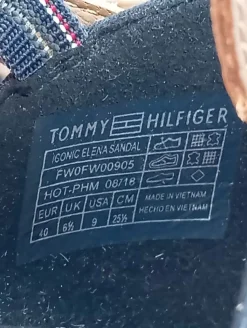 TOMMY HILFIGER
ICONIC ELENA SANDAL
FW0FW00905
HOT-PHM 08718
EUR UK USA CM
40 6½ 9 25½
MADE IN VIETNAM
HECHO EN VIETNAM